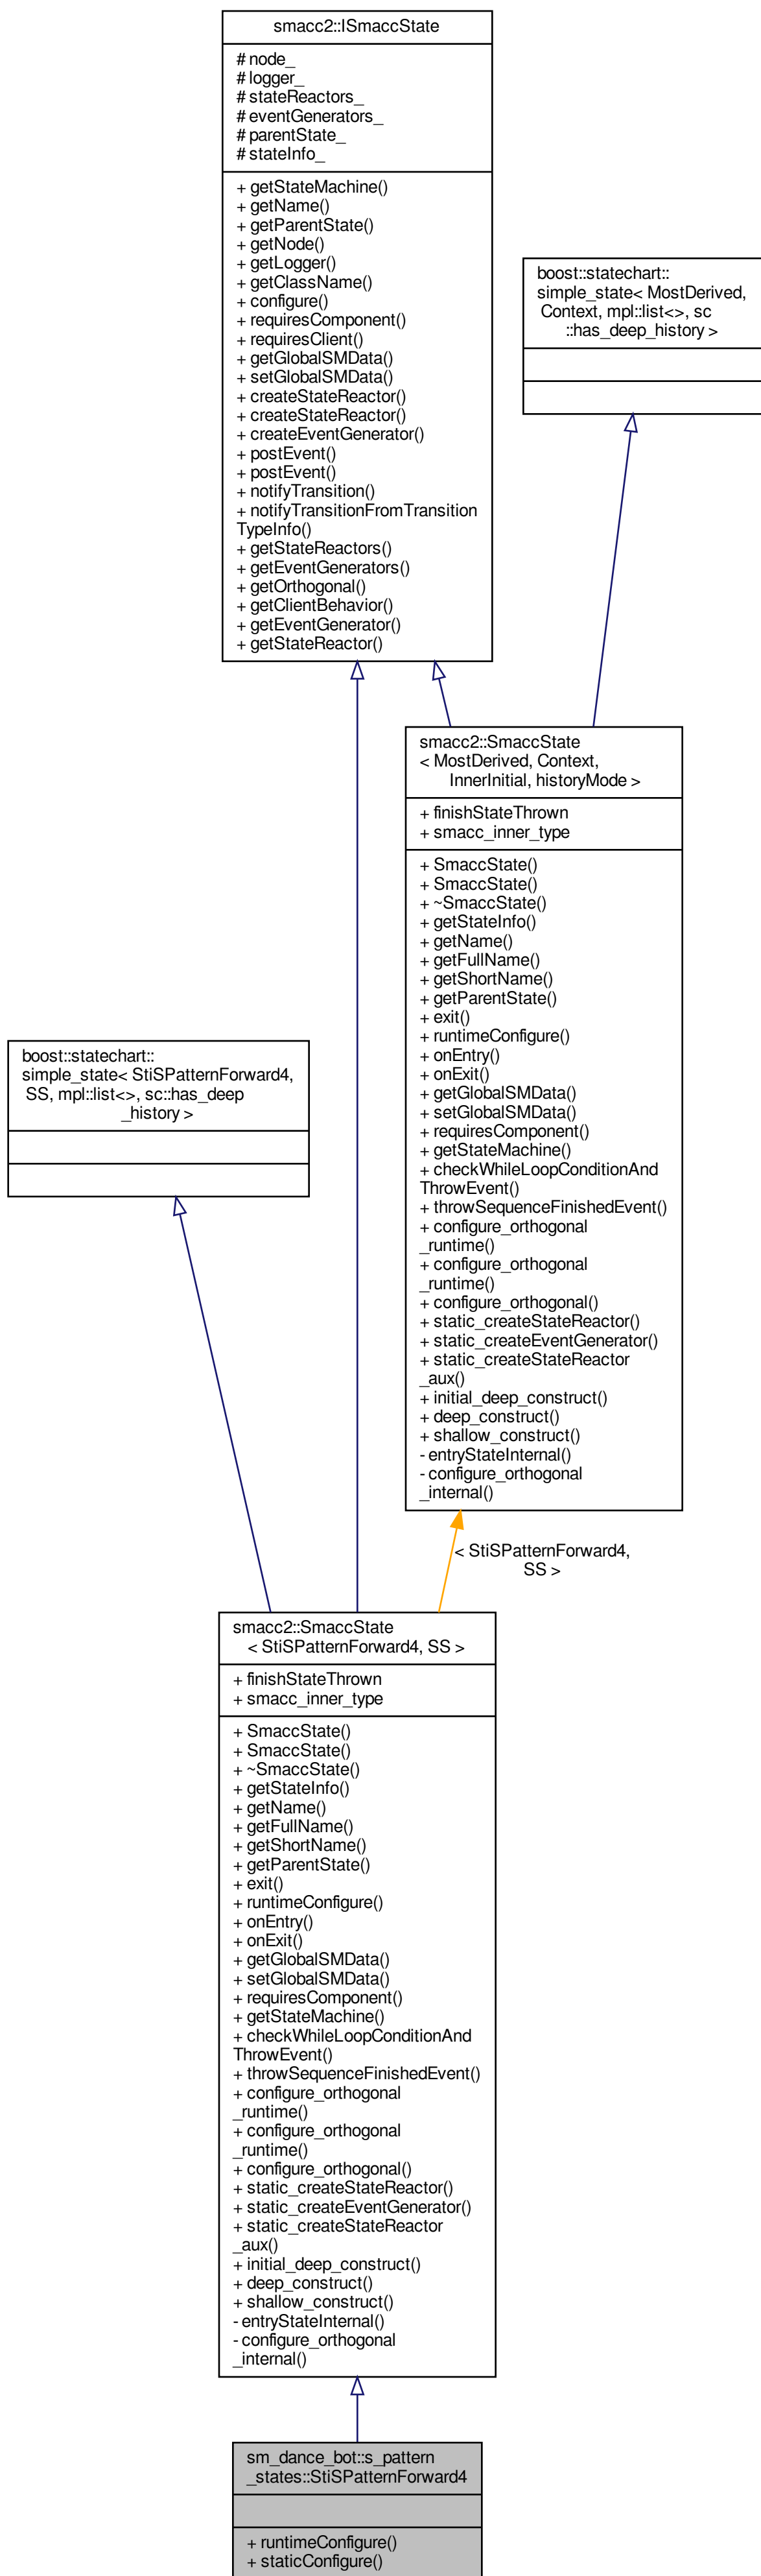 smacc2::ISmaccState
# node_
# logger_
# stateReactors_
# eventGenerators_
# parentState_
# stateInfo_
+ getStateMachine()
+ getName()
+ getParentState()
+ getNode()
+ getLogger()
+ getClassName()
+ configure()
+ requiresComponent()
+ requiresClient()
+ getGlobalSMData()
+ setGlobalSMData()
+ createStateReactor()
+ createStateReactor()
+ createEventGenerator()
+ postEvent()
+ postEvent()
+ notifyTransition()
+ notifyTransitionFromTransition
TypeInfo()
+ getStateReactors()
+ getEventGenerators()
+ getOrthogonal()
+ getClientBehavior()
+ getEventGenerator()
+ getStateReactor()
boost::statechart::
simple_state< MostDerived,
Context, mpl::list<>, sc
::has_deep_history >
smacc2::SmaccState
< MostDerived, Context,
InnerInitial, historyMode >
+ finishStateThrown
+ smacc_inner_type
+ SmaccState()
+ SmaccState()
+ ~SmaccState()
+ getStateInfo()
+ getName()
+ getFullName()
+ getShortName()
+ getParentState()
+ exit()
+ runtimeConfigure()
+ onEntry()
+ onExit()
+ getGlobalSMData()
+ setGlobalSMData()
+ requiresComponent()
+ getStateMachine()
+ checkWhileLoopConditionAnd
ThrowEvent()
+ throwSequenceFinishedEvent()
+ configure_orthogonal
_runtime()
+ configure_orthogonal
_runtime()
+ configure_orthogonal()
+ static_createStateReactor()
+ static_createEventGenerator()
+ static_createStateReactor
_aux()
+ initial_deep_construct()
+ deep_construct()
+ shallow_construct()
- entryStateInternal()
- configure_orthogonal
_internal()
boost::statechart::
simple_state< StiSPatternForward4,
SS, mpl::list<>, sc::has_deep
_history >
< StiSPatternForward4,
SS >
smacc2::SmaccState
< StiSPatternForward4, SS >
+ finishStateThrown
+ smacc_inner_type
+ SmaccState()
+ SmaccState()
+ ~SmaccState()
+ getStateInfo()
+ getName()
+ getFullName()
+ getShortName()
+ getParentState()
+ exit()
+ runtimeConfigure()
+ onEntry()
+ onExit()
+ getGlobalSMData()
+ setGlobalSMData()
+ requiresComponent()
+ getStateMachine()
+ checkWhileLoopConditionAnd
ThrowEvent()
+ throwSequenceFinishedEvent()
+ configure_orthogonal
_runtime()
+ configure_orthogonal
_runtime()
+ configure_orthogonal()
+ static_createStateReactor()
+ static_createEventGenerator()
+ static_createStateReactor
_aux()
+ initial_deep_construct()
+ deep_construct()
+ shallow_construct()
- entryStateInternal()
- configure_orthogonal
_internal()
sm_dance_bot::s_pattern
_states::StiSPatternForward4
+ runtimeConfigure()
+ staticConfigure()